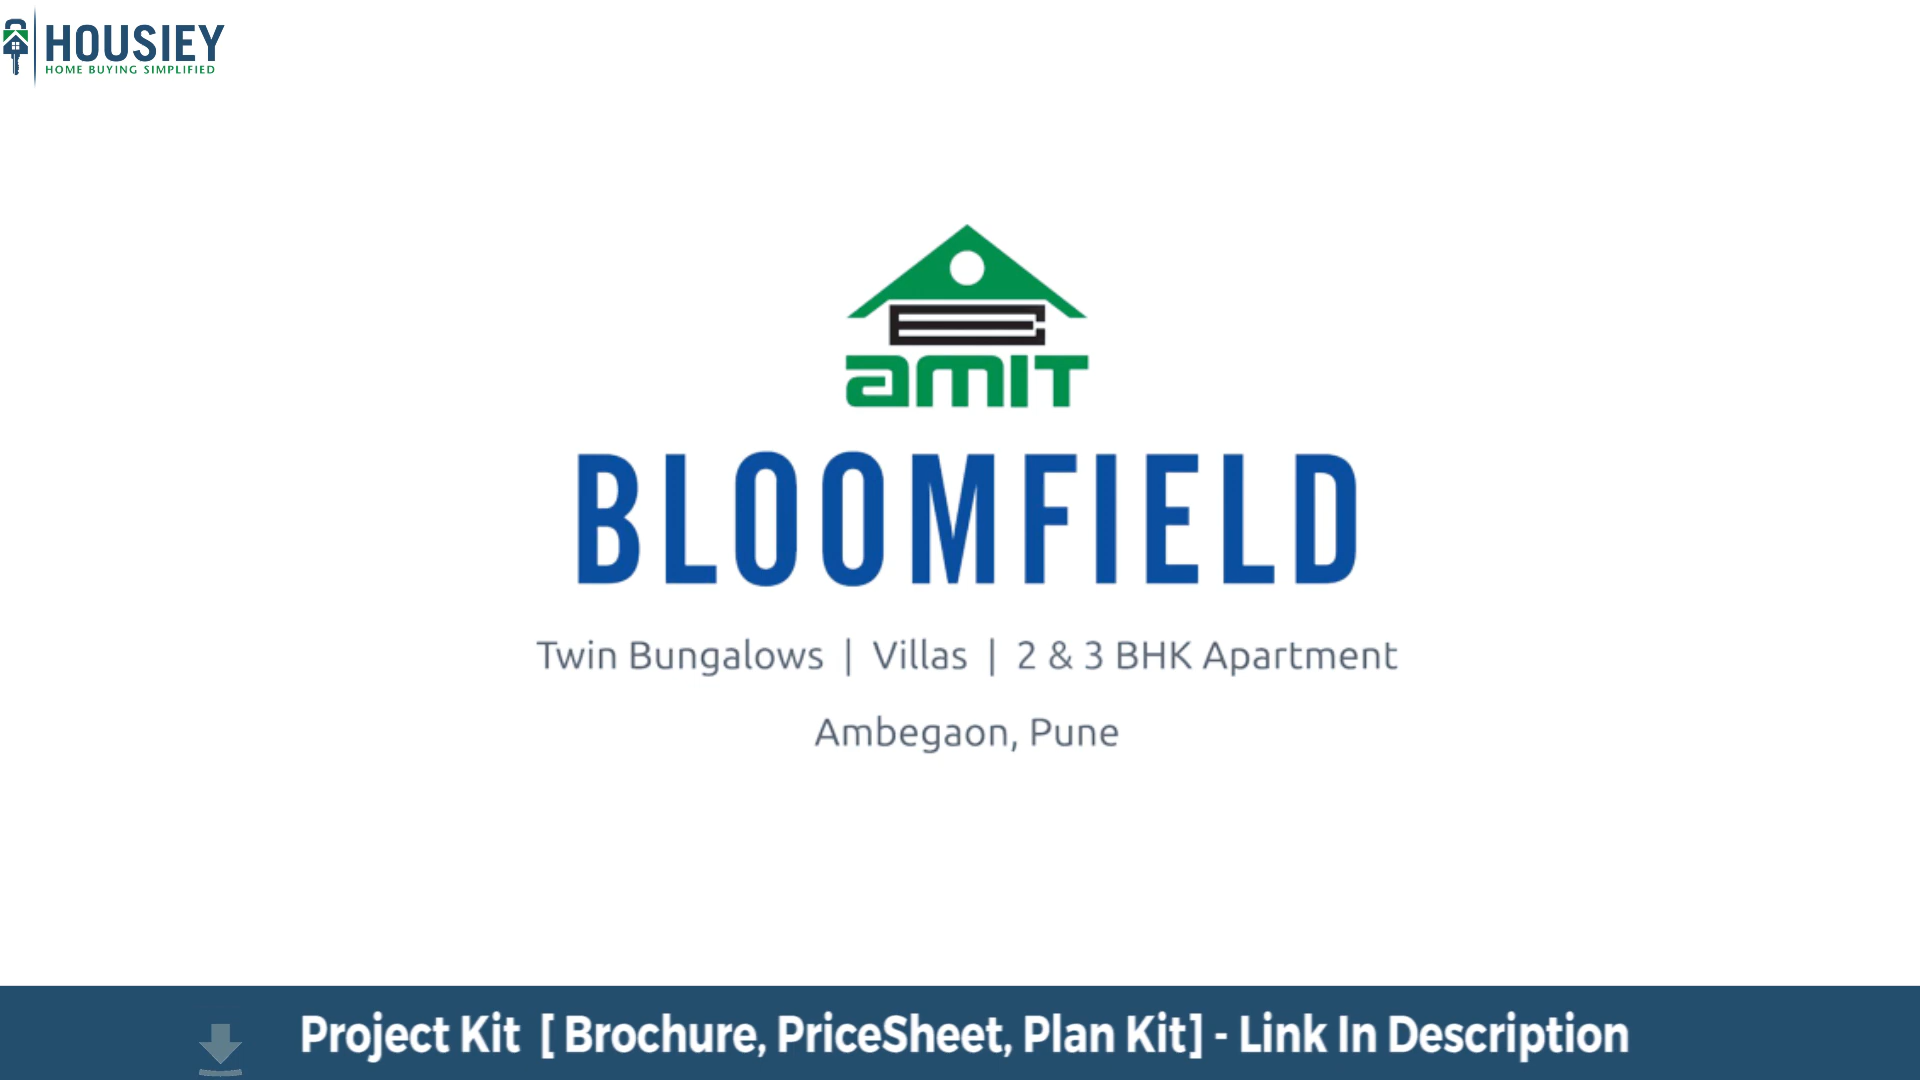 HOUSIEY
HOME BUYING SIMPLIFIED
amIT
BLOOMFIELD
Twin Bungalows | Villas | 2 & 3 BHK Apartment
Ambegaon, Pune
Project Kit [ Brochure, PriceSheet, Plan Kit] - Link In Description